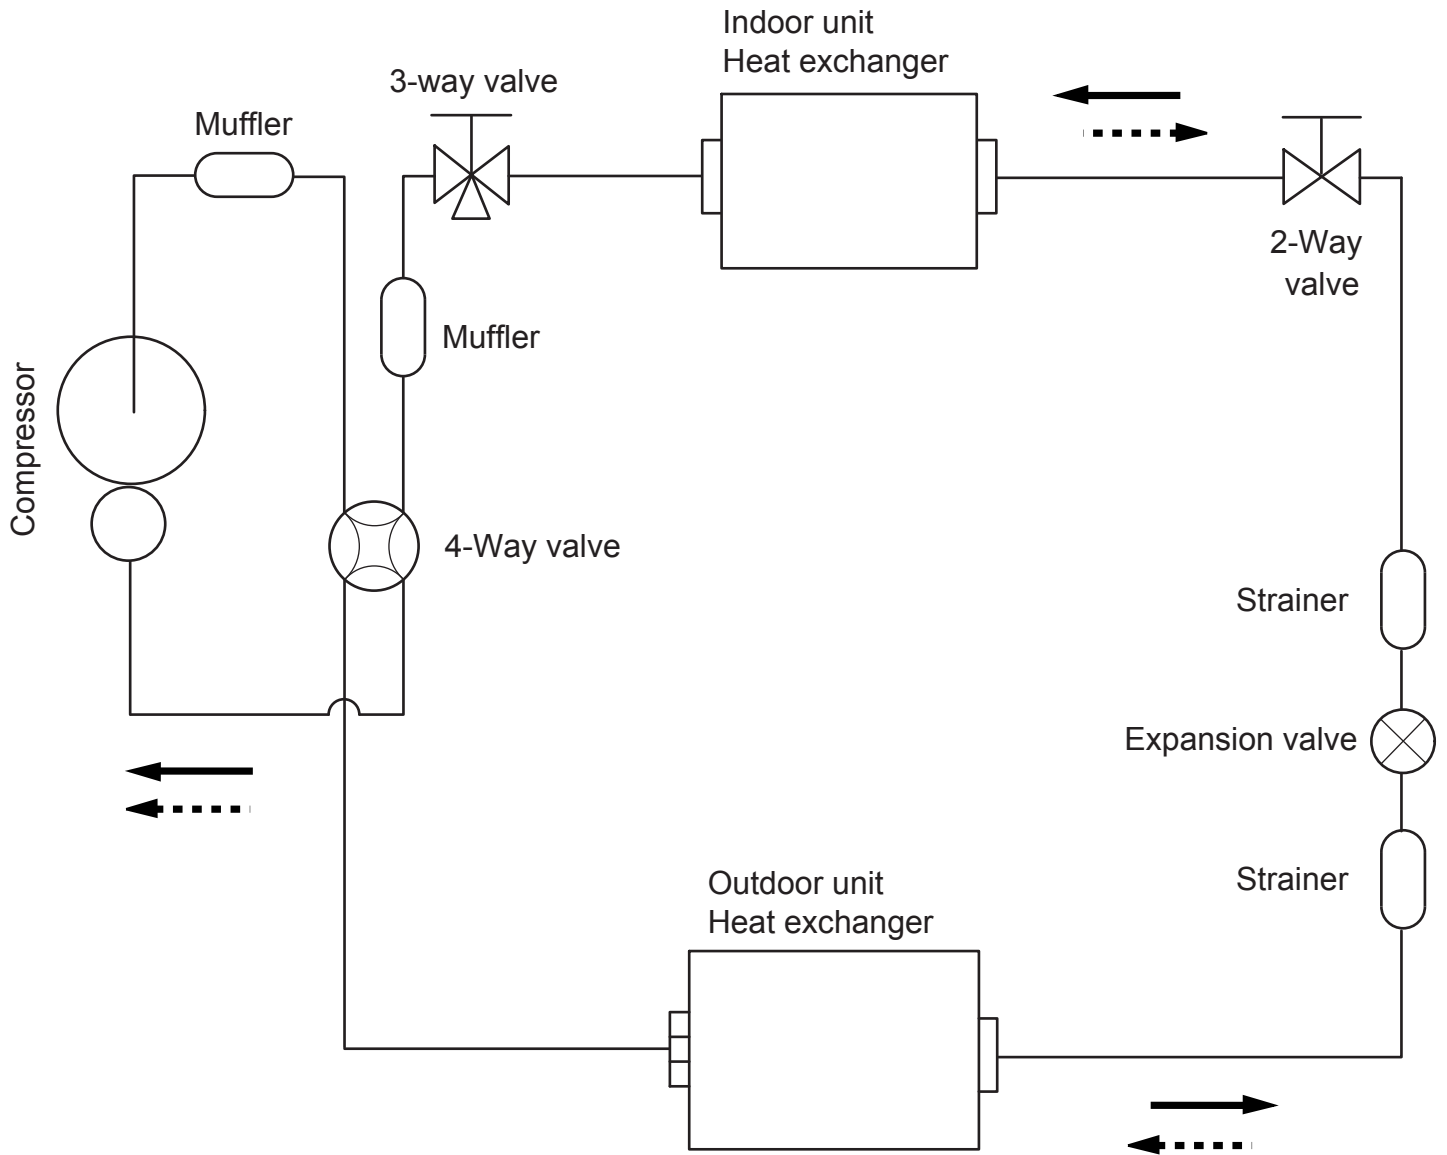 Indoor unit
Heat exchanger
3-way valve
Muffler
2-Way
valve
Muffler
Compressor
4-Way valve
Strainer
Expansion valve
Strainer
Outdoor unit
Heat exchanger